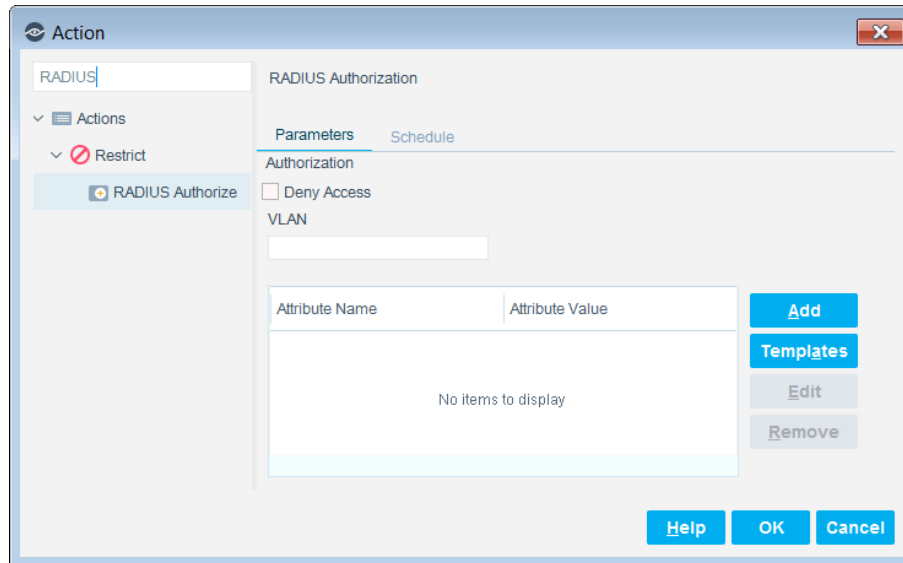 Action
RADIUS
Actions
Restrict
RADIUS Authorize
RADIUS Authorization
Parameters Schedule
Authorization
Deny Access
VLAN
Attribute Name Attribute Value
No items to display
Add
Templates
Edit
Remove
Help OK Cancel